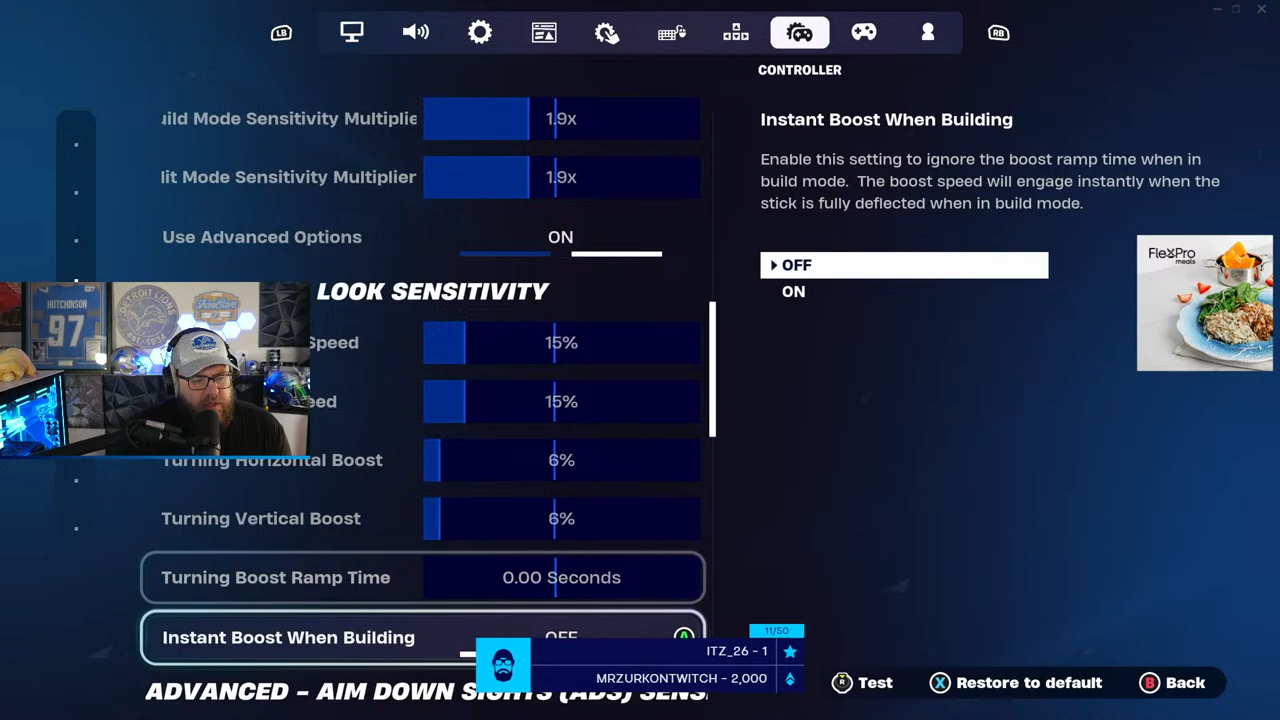 LB
RB
CONTROLLER
uild Mode Sensitivity Multiplie
1.9x
lit Mode Sensitivity Multiplier
1.9x
Use Advanced Options
ON
LOOK SENSITIVITY
Speed
15%
eed
15%
Turning Horizontal Boost
6%
Turning Vertical Boost
6%
Turning Boost Ramp Time
0.00 Seconds
Instant Boost When Building
OFF
A
ADVANCED – AIM DOWN SIGHTS (ADS) SENS
Instant Boost When Building
Enable this setting to ignore the boost ramp time when in
build mode. The boost speed will engage instantly when the
stick is fully deflected when in build mode.
OFF
ON
FlexPro
meals
HUTCHINSON
97
DETROIT LIONS
11/50
ITZ_26 - 1
MRZURKONTWITCH - 2,000
R Test
X Restore to default
B Back